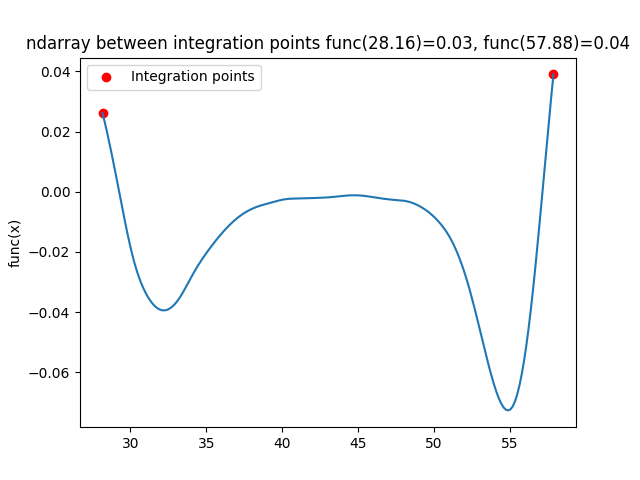 ndarray between integration points func(28.16)=0.03, func(57.88)=0.04
Integration points
func(x)
0.04
0.02
0.00
−0.02
−0.04
−0.06
30 35 40 45 50 55